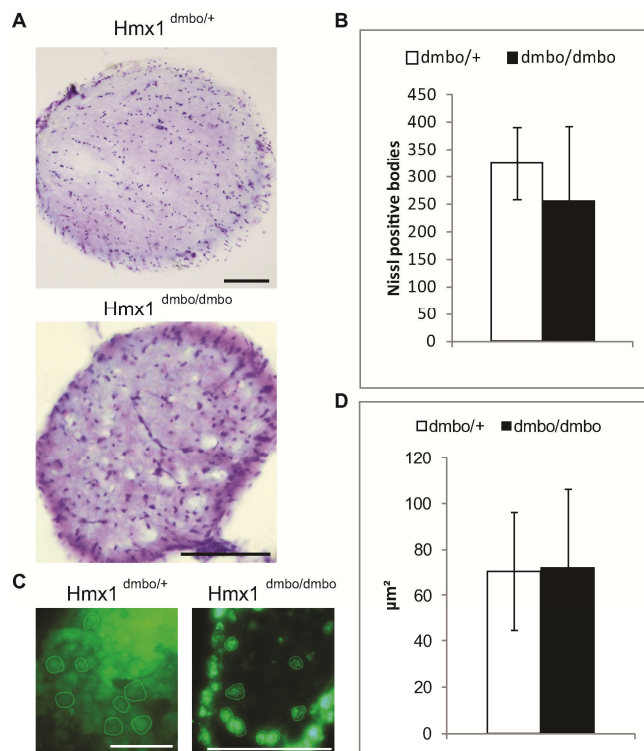 A
Hmx1 dmbo/+
Hmx1 dmbo/dmbo
B
dmbo/+ dmbo/dmbo
Nissl positive bodies
450
400
350
300
250
200
150
100
50
0
C
Hmx1 dmbo/+
Hmx1 dmbo/dmbo
D
dmbo/+ dmbo/dmbo
µm²
120
100
80
60
40
20
0